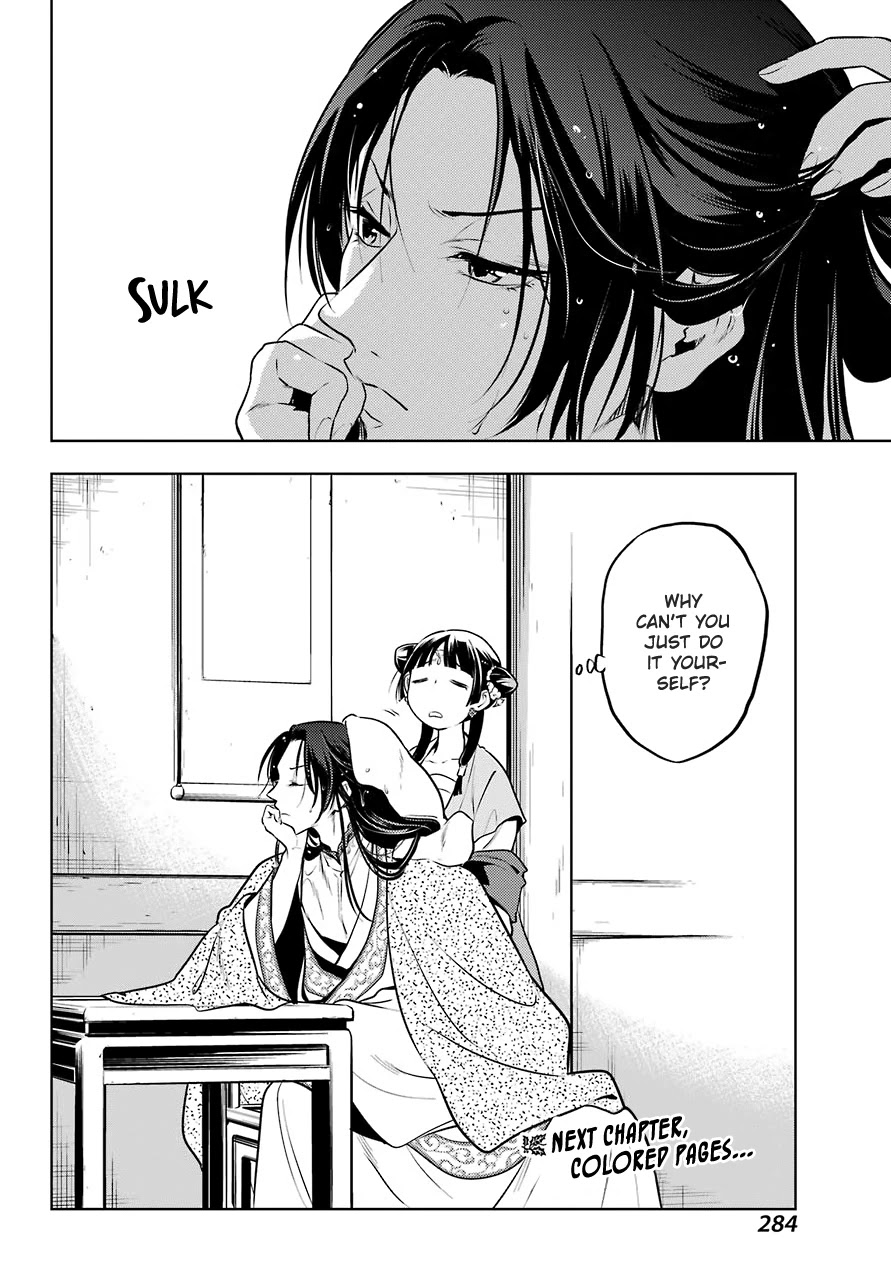 SULK
WHY
CAN'T YOU
JUST DO
IT YOUR-
SELF?
NEXT CHAPTER,
COLORED PAGES...
284